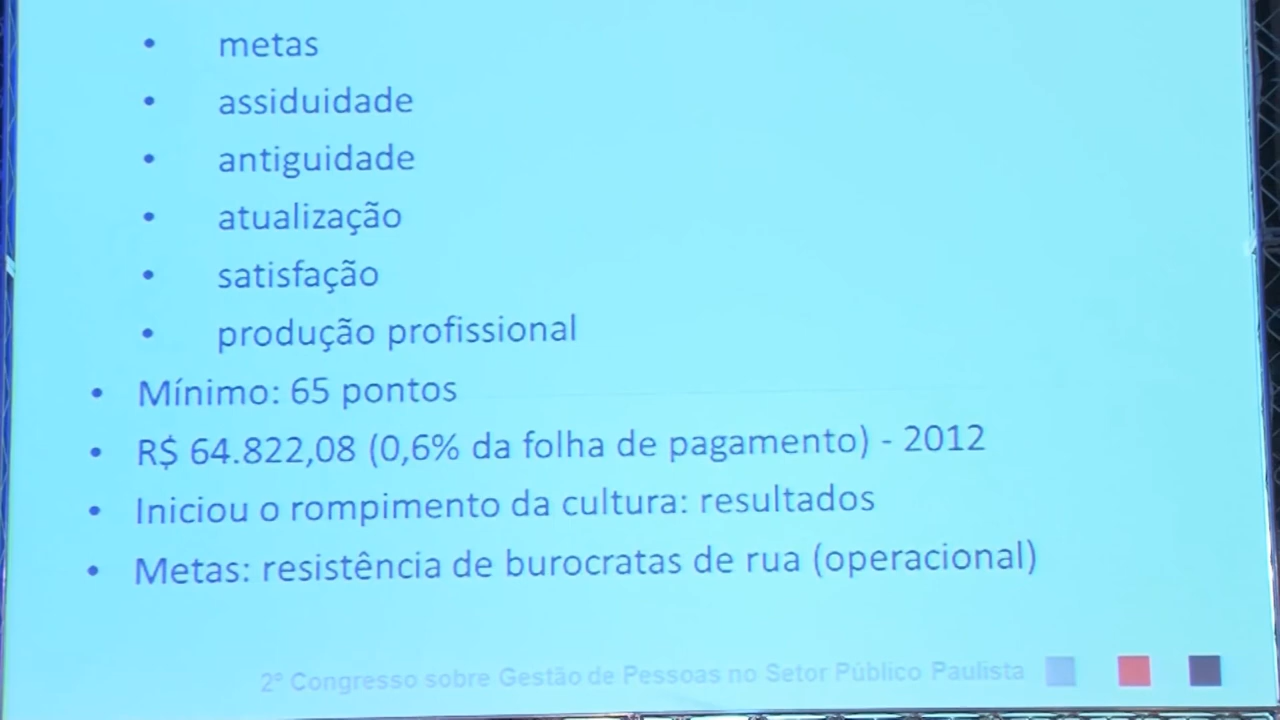 • metas
• assiduidade
• antiguidade
• atualização
• satisfação
• produção profissional
• Mínimo: 65 pontos
• R$ 64.822,08 (0,6% da folha de pagamento) - 2012
• Iniciou o rompimento da cultura: resultados
• Metas: resistência de burocratas de rua (operacional)
2º Congresso sobre Gestão de Pessoas no Setor Público Paulista